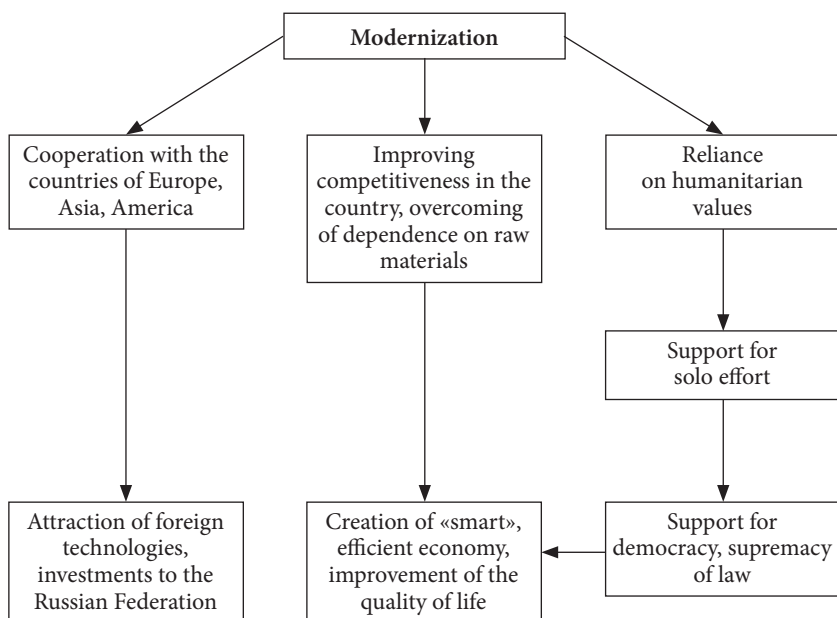 Modernization
Cooperation with the
countries of Europe,
Asia, America
Improving
competitiveness in the
country, overcoming
of dependence on raw
materials
Reliance
on humanitarian
values
Support for
solo effort
Attraction of foreign
technologies,
investments to the
Russian Federation
Creation of «smart»,
efficient economy,
improvement of the
quality of life
Support for
democracy, supremacy
of law